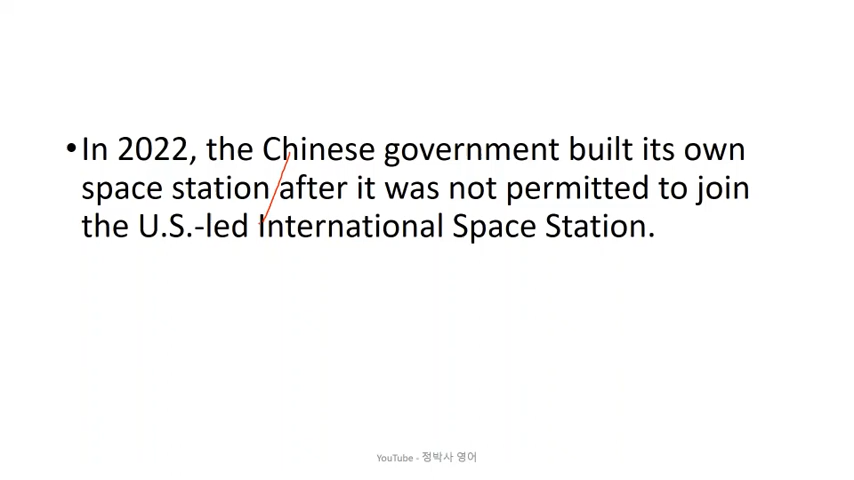 •In 2022, the Chinese government built its own
space station after it was not permitted to join
the U.S.-led International Space Station.
YouTube - 정박사 영어